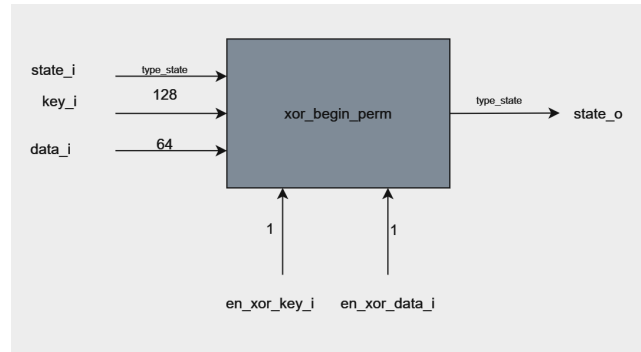 state_i
type_state
key_i
128
data_i
64
xor_begin_perm
type_state
state_o
1
1
en_xor_key_i
en_xor_data_i